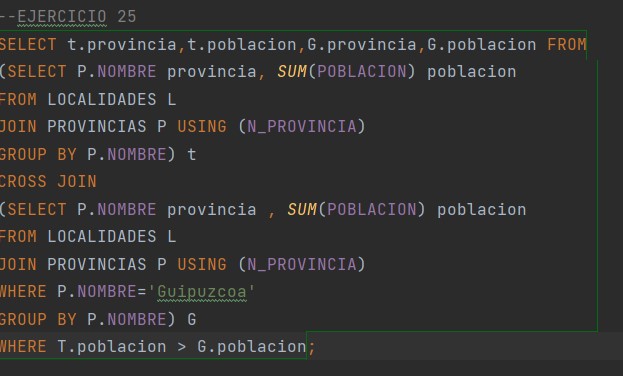 --EJERCICIO 25
SELECT t.provincia,t.poblacion,G.provincia,G.poblacion FROM
(SELECT P.NOMBRE provincia, SUM(POBLACION) poblacion
FROM LOCALIDADES L
JOIN PROVINCIAS P USING (N_PROVINCIA)
GROUP BY P.NOMBRE) t
CROSS JOIN
(SELECT P.NOMBRE provincia , SUM(POBLACION) poblacion
FROM LOCALIDADES L
JOIN PROVINCIAS P USING (N_PROVINCIA)
WHERE P.NOMBRE='Guipuzcoa'
GROUP BY P.NOMBRE) G
WHERE T.poblacion > G.poblacion;